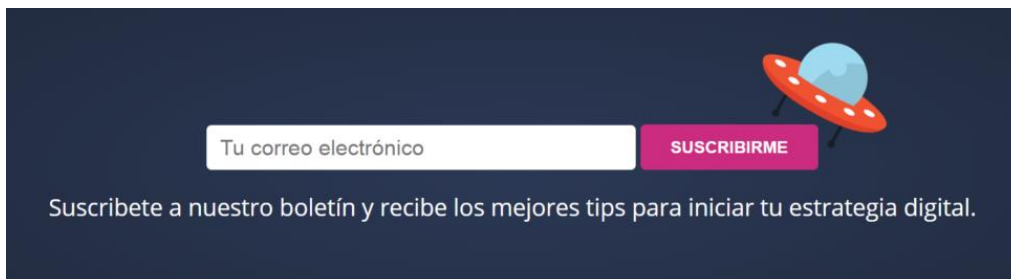 Tu correo electrónico
SUSCRIBIRME
Suscribete a nuestro boletín y recibe los mejores tips para iniciar tu estrategia digital.